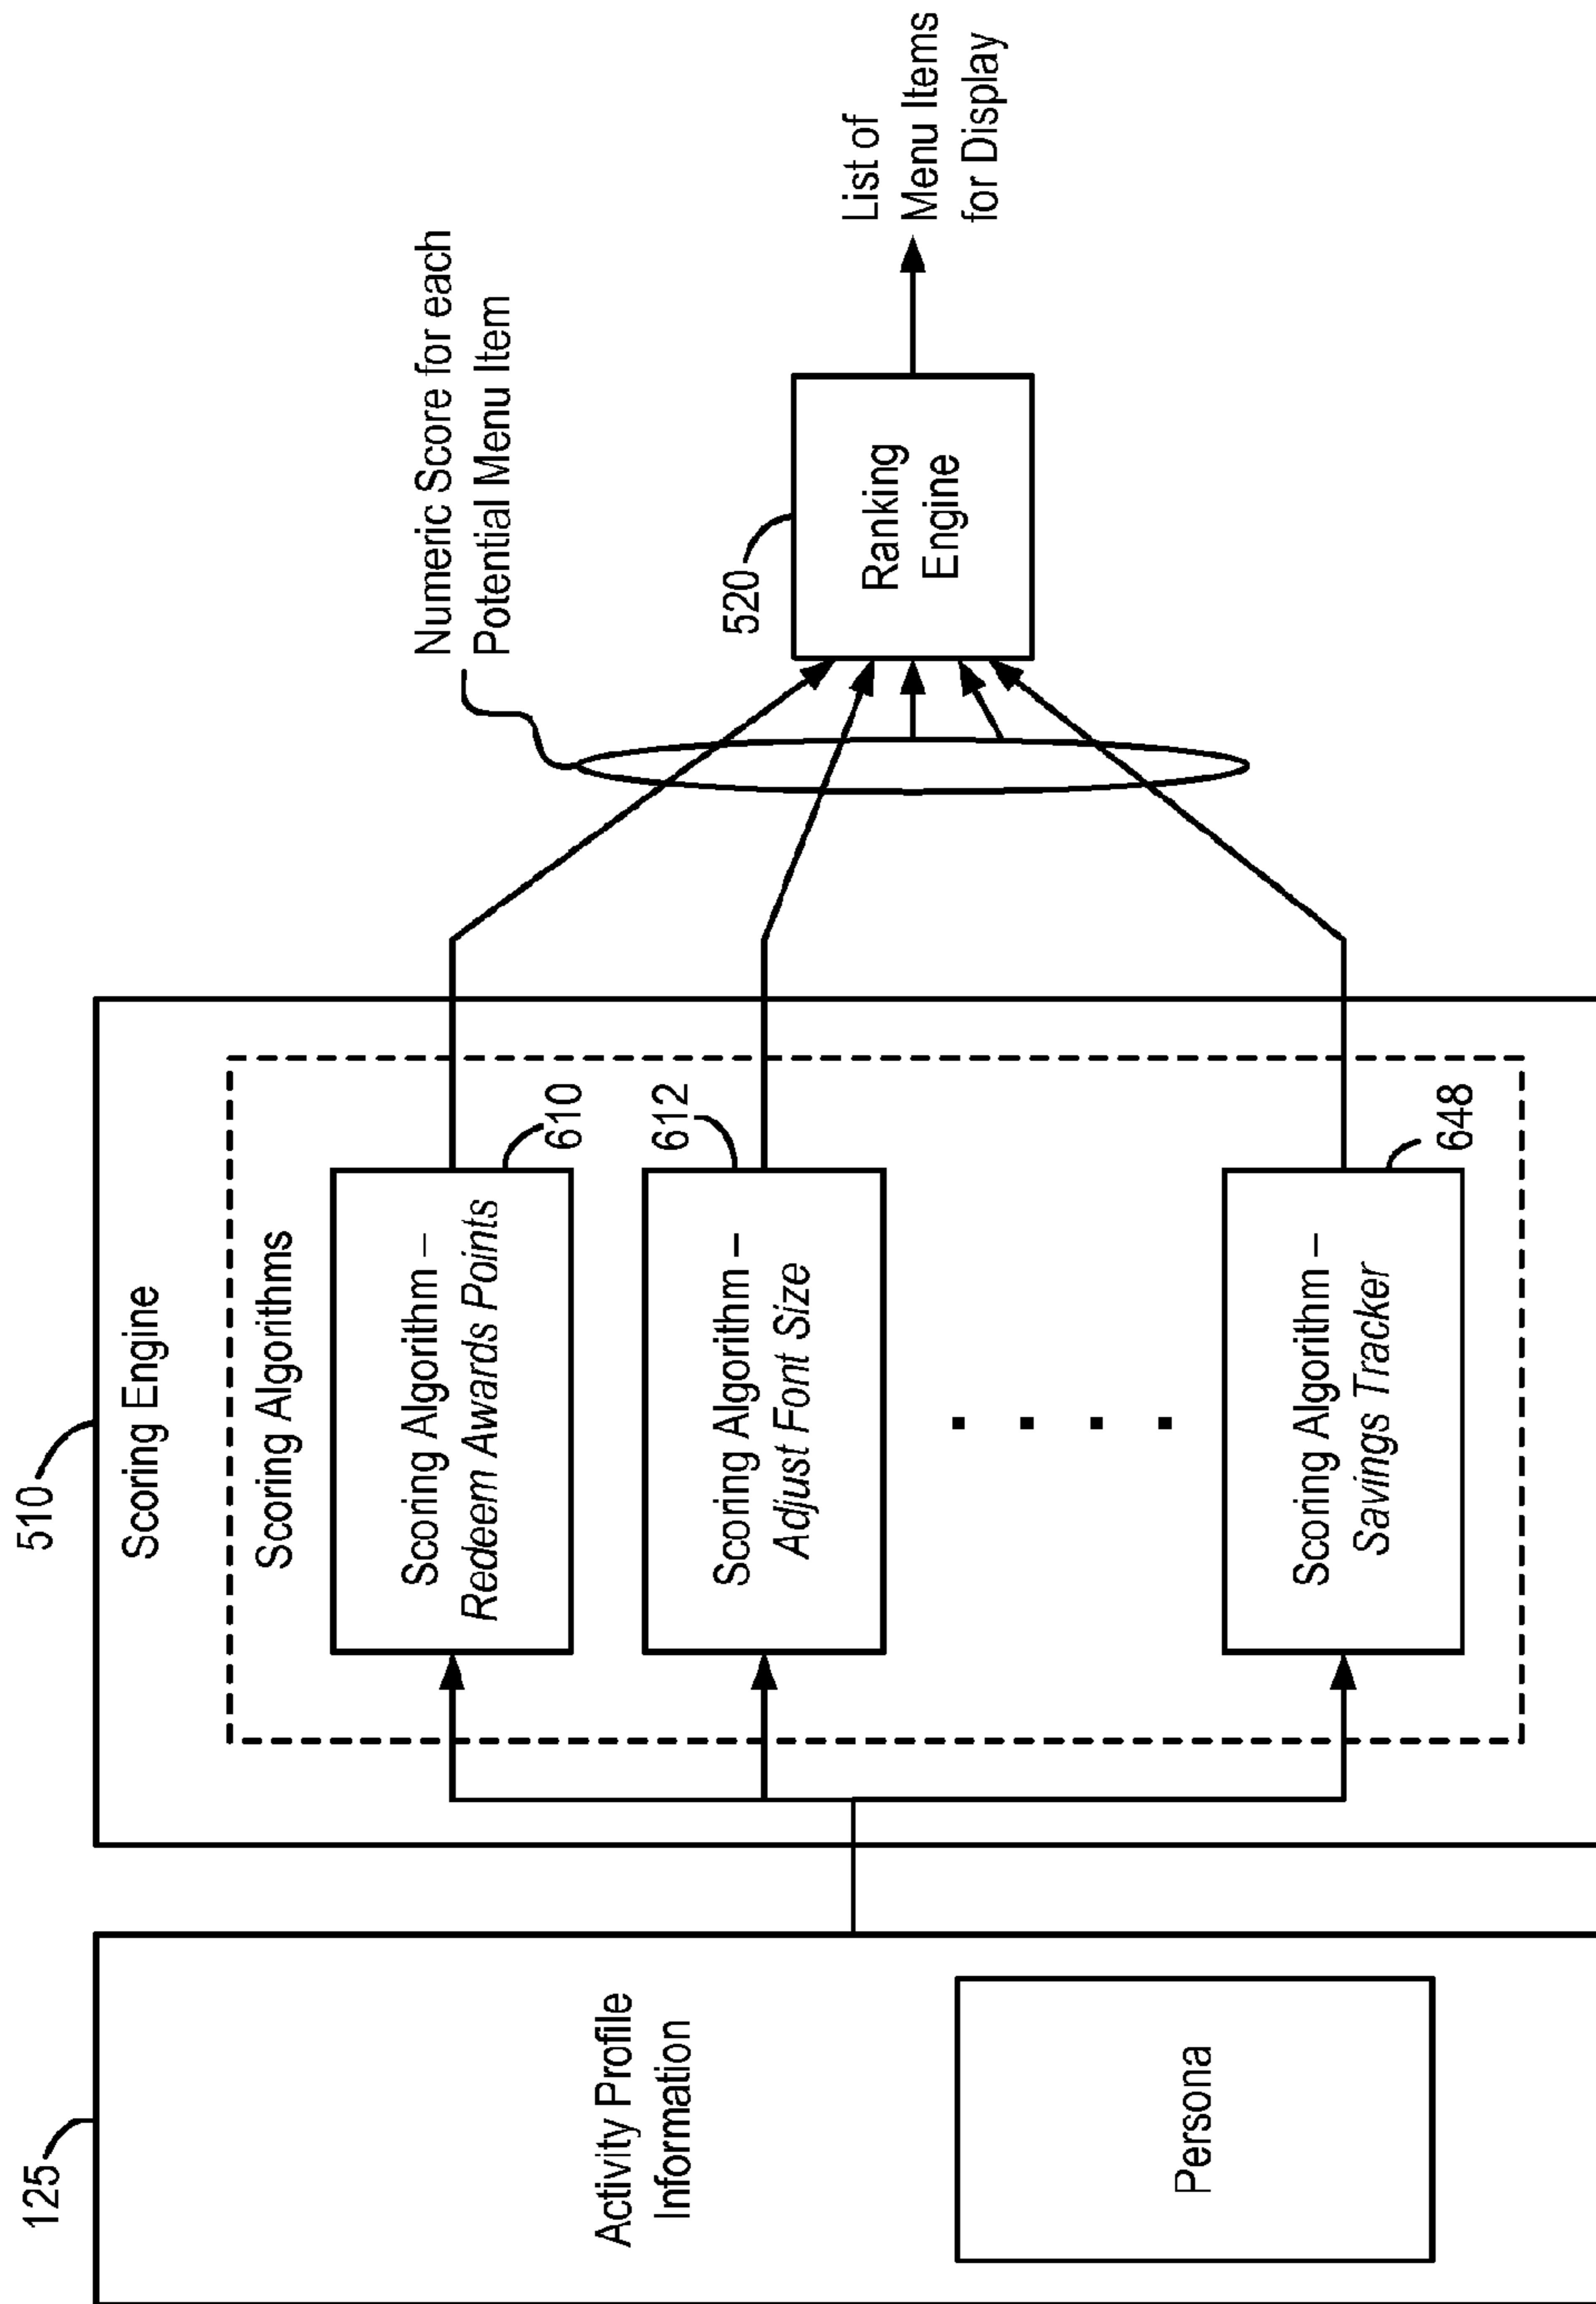 125
Activity Profile
Information
Persona
510
Scoring Engine
Scoring Algorithms
Scoring Algorithm –
Redeem Awards Points
610
Scoring Algorithm –
Adjust Font Size
612
. . . .
Scoring Algorithm –
Savings Tracker
648
Numeric Score for each
Potential Menu Item
520
Ranking
Engine
List of
Menu Items
for Display